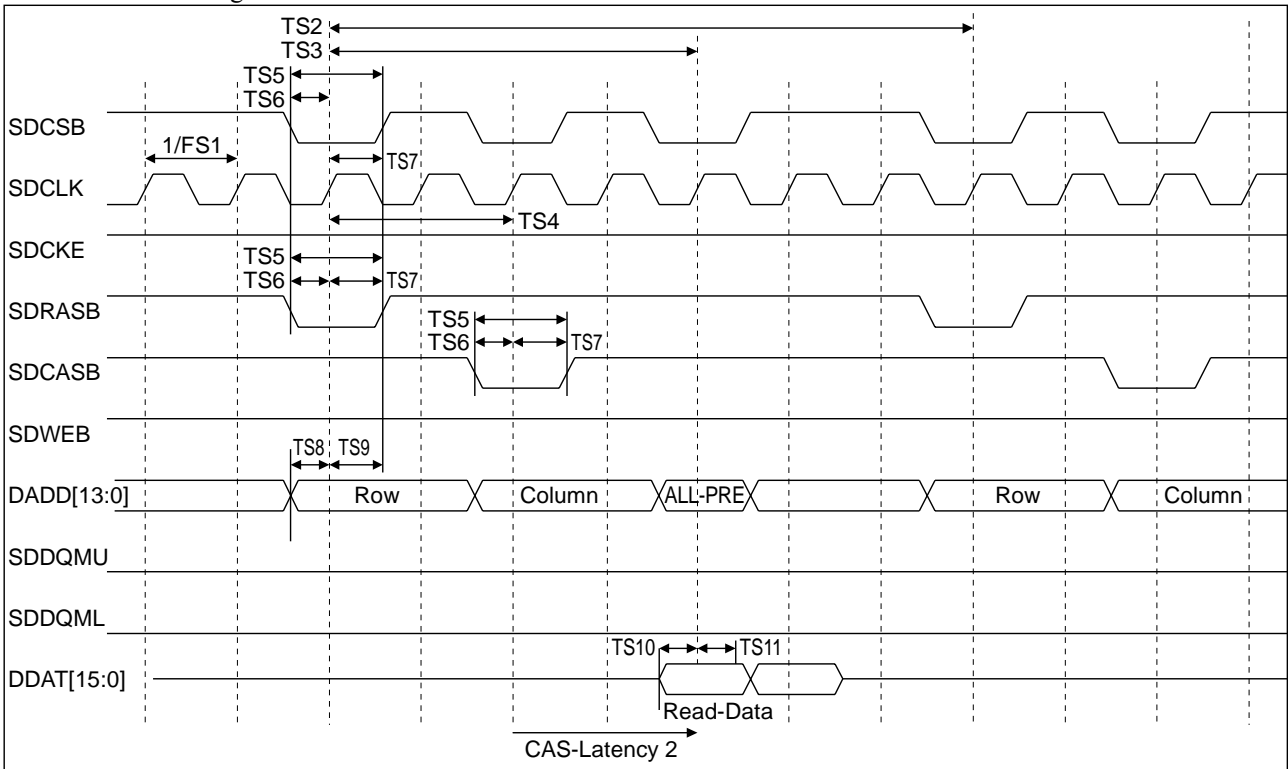 TS2
TS3
TS5
TS6
SDCSB
1/FS1
TS7
SDCLK
TS4
SDCKE
TS5
TS6
TS7
SDRASB
TS5
TS6
TS7
SDCASB
SDWEB
TS8 TS9
DADD[13:0]
Row
Column
ALL-PRE
Row
Column
SDDQMU
SDDQML
TS10
TS11
DDAT[15:0]
Read-Data
CAS-Latency 2